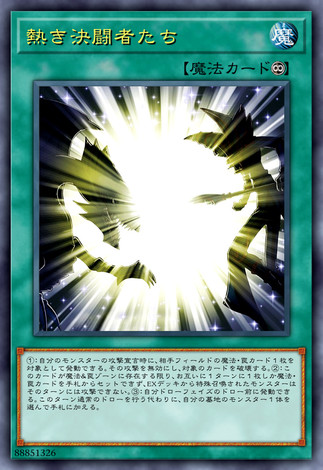 熱き決闘者たち
魔
【魔法カード♾】
①:自分のモンスターの攻撃宣言時に、相手フィールドの魔法・罠カード1枚を
対象として発動できる。その攻撃を無効にし、対象のカードを破壊する。②:こ
のカードが魔法&罠ゾーンに存在する限り、お互いに1ターンに1枚しか魔法・
罠カードを手札からセットできず、EXデッキから特殊召喚されたモンスターは
そのターンには攻撃できない。③:自分ドローフェイズのドロー前に発動でき
る。このターン通常のドローを行う代わりに、自分の墓地のモンスター1体を
選んで手札に加える。
88851326